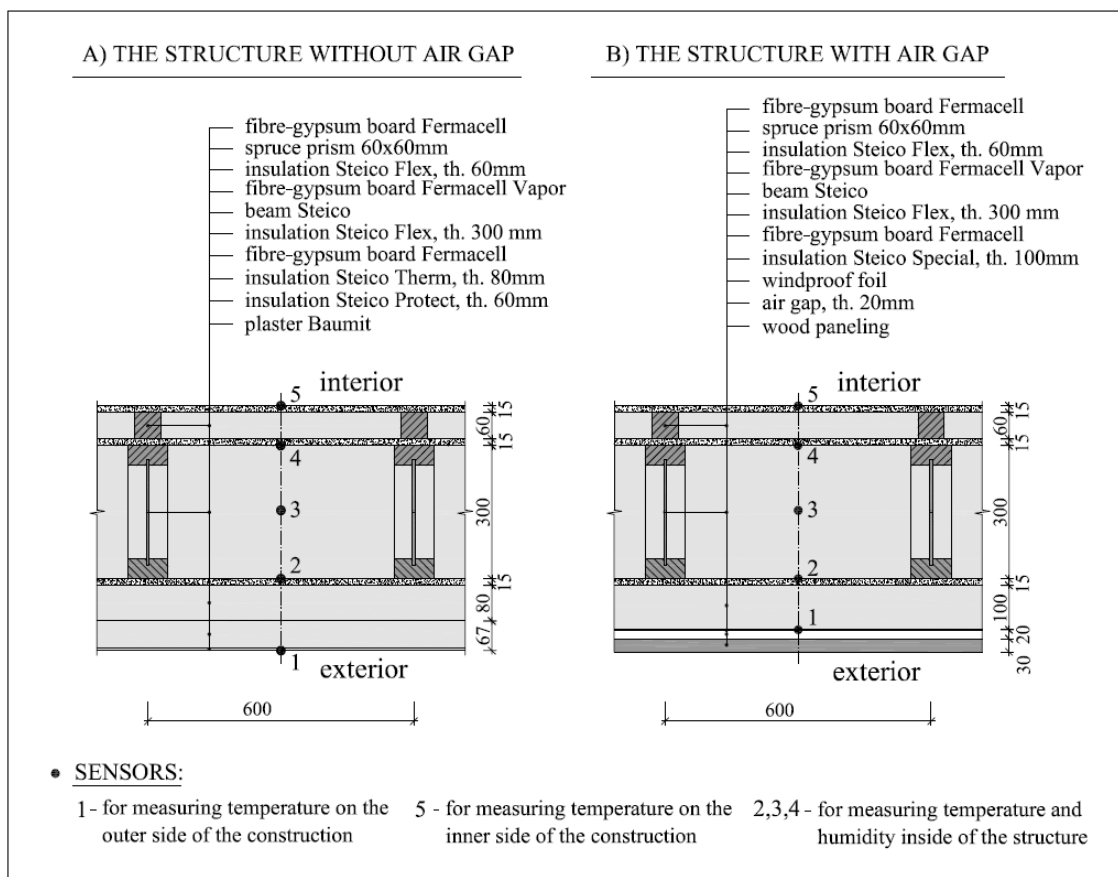 A) THE STRUCTURE WITHOUT AIR GAP
fibre-gypsum board Fermacell
spruce prism 60x60mm
insulation Steico Flex, th. 60mm
fibre-gypsum board Fermacell Vapor
beam Steico
insulation Steico Flex, th. 300 mm
fibre-gypsum board Fermacell
insulation Steico Therm, th. 80mm
insulation Steico Protect, th. 60mm
plaster Baumit
interior
5
4
3
2
1
exterior
15
60
15
300
15
80
67
600
B) THE STRUCTURE WITH AIR GAP
fibre-gypsum board Fermacell
spruce prism 60x60mm
insulation Steico Flex, th. 60mm
fibre-gypsum board Fermacell Vapor
beam Steico
insulation Steico Flex, th. 300 mm
fibre-gypsum board Fermacell
insulation Steico Special, th. 100mm
windproof foil
air gap, th. 20mm
wood paneling
interior
5
4
3
2
1
exterior
15
60
15
300
15
100
20
30
600
SENSORS:
1 - for measuring temperature on the
outer side of the construction
5 - for measuring temperature on the
inner side of the construction
2,3,4 - for measuring temperature and
humidity inside of the structure